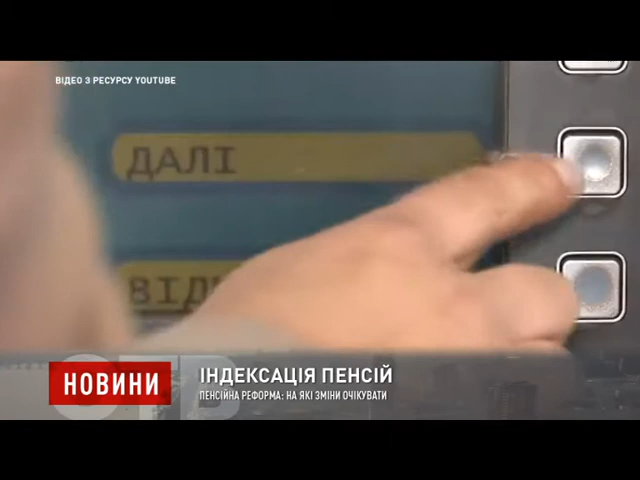 ВІДЕО З РЕСУРСУ YOUTUBE
ДАЛІ
НОВИНИ
ІНДЕКСАЦІЯ ПЕНСІЙ
ПЕНСІЙНА РЕФОРМА: НА ЯКІ ЗМІНИ ОЧІКУВАТИ